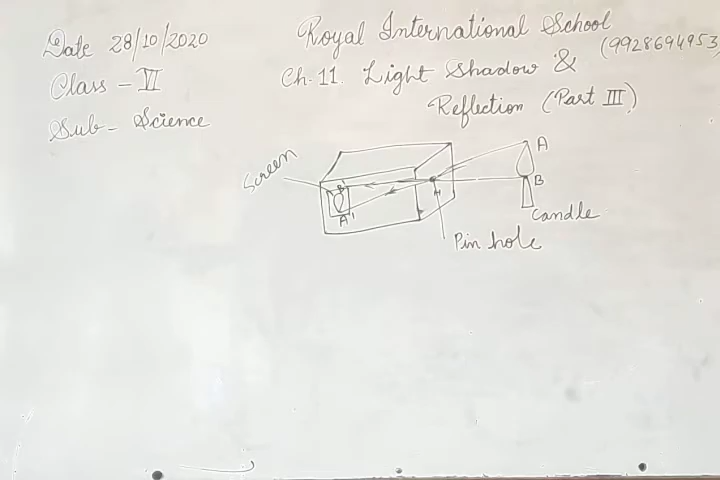 Date 28/10/2020
Class - VI
Sub - Science
Royal International School
(9928694953)
Ch. 11. Light Shadow &
Reflection (Part III)
Screen
A
B
H
B'
A'
Candle
Pin hole